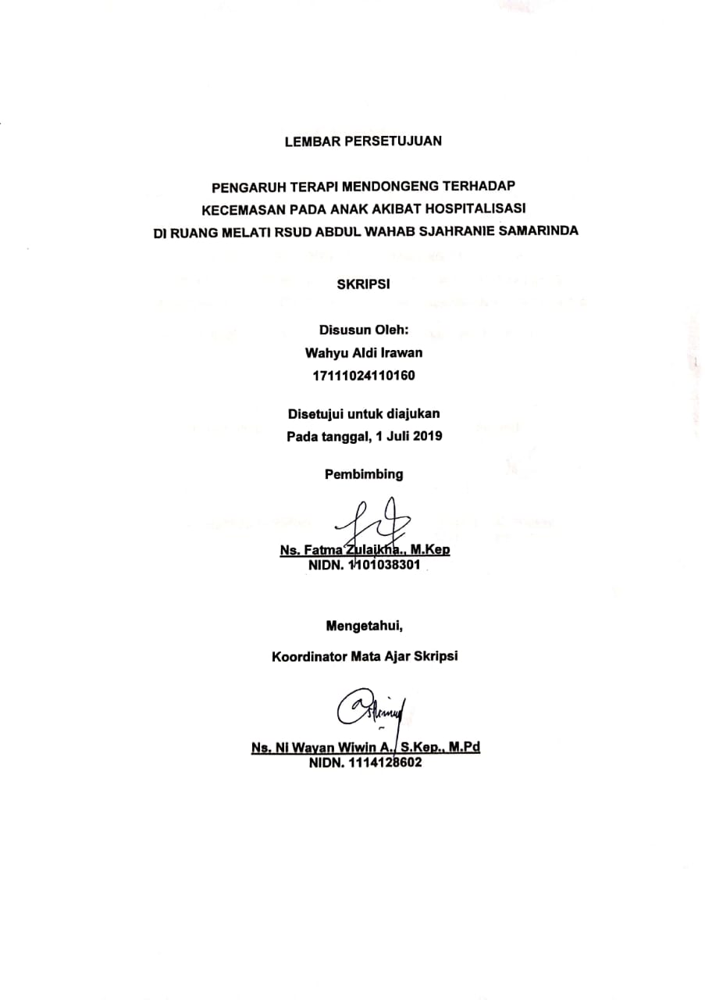 LEMBAR PERSETUJUAN
PENGARUH TERAPI MENDONGENG TERHADAP
KECEMASAN PADA ANAK AKIBAT HOSPITALISASI
DI RUANG MELATI RSUD ABDUL WAHAB SJAHRANIE SAMARINDA
SKRIPSI
Disusun Oleh:
Wahyu Aldi Irawan
17111024110160
Disetujui untuk diajukan
Pada tanggal, 1 Juli 2019
Pembimbing
Ns. Fatma Zulaikha., M.Kep
NIDN. 1101038301
Mengetahui,
Koordinator Mata Ajar Skripsi
Ns. Ni Wayan Wiwin A., S.Kep., M.Pd
NIDN. 1114128602